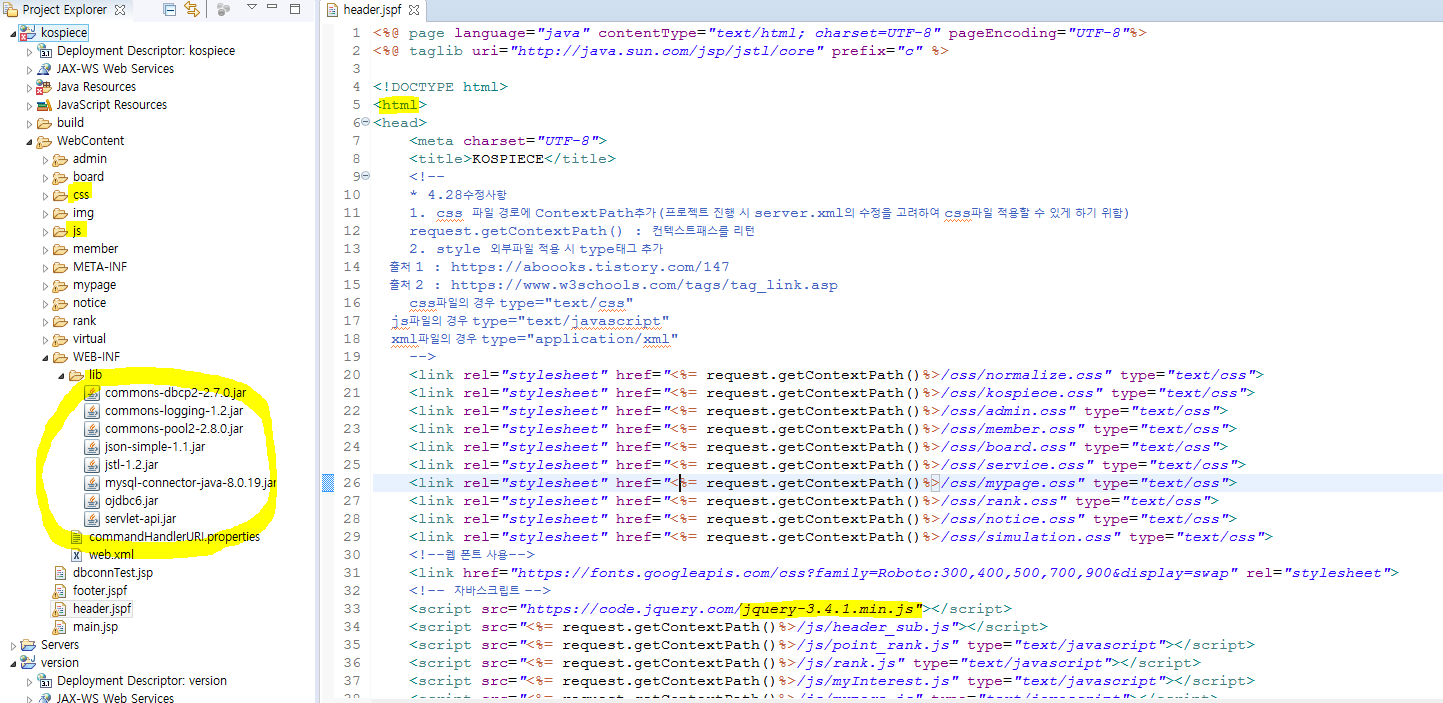 Project Explorer
kospiece
Deployment Descriptor: kospiece
JAX-WS Web Services
Java Resources
JavaScript Resources
build
WebContent
admin
board
css
img
js
member
META-INF
mypage
notice
rank
virtual
WEB-INF
lib
commons-dbcp2-2.7.0.jar
commons-logging-1.2.jar
commons-pool2-2.8.0.jar
json-simple-1.1.jar
jstl-1.2.jar
mysql-connector-java-8.0.19.jar
ojdbc6.jar
servlet-api.jar
commandHandlerURI.properties
web.xml
dbconnTest.jsp
footer.jspf
header.jspf
main.jsp
Servers
version
Deployment Descriptor: version
JAX-WS Web Services
header.jspf
1 <%@ page language="java" contentType="text/html; charset=UTF-8" pageEncoding="UTF-8"%>
2 <%@ taglib uri="http://java.sun.com/jsp/jstl/core" prefix="c" %>
3
4 <!DOCTYPE html>
5 <html>
6 <head>
7 <meta charset="UTF-8">
8 <title>KOSPIECE</title>
9 <!--
10 * 4.28수정사항
11 1. css 파일 경로에 ContextPath추가(프로젝트 진행 시 server.xml의 수정을 고려하여 css파일 적용할 수 있게 하기 위함)
12 request.getContextPath() : 컨텍스트패스를 리턴
13 2. style 외부파일 적용 시 type태그 추가
14 출처1 : https://aboooks.tistory.com/147
15 출처2 : https://www.w3schools.com/tags/tag_link.asp
16 css파일의 경우 type="text/css"
17 js파일의 경우 type="text/javascript"
18 xml파일의 경우 type="application/xml"
19 -->
20 <link rel="stylesheet" href="<%= request.getContextPath()%>/css/normalize.css" type="text/css">
21 <link rel="stylesheet" href="<%= request.getContextPath()%>/css/kospiece.css" type="text/css">
22 <link rel="stylesheet" href="<%= request.getContextPath()%>/css/admin.css" type="text/css">
23 <link rel="stylesheet" href="<%= request.getContextPath()%>/css/member.css" type="text/css">
24 <link rel="stylesheet" href="<%= request.getContextPath()%>/css/board.css" type="text/css">
25 <link rel="stylesheet" href="<%= request.getContextPath()%>/css/service.css" type="text/css">
26 <link rel="stylesheet" href="<%= request.getContextPath()%>/css/mypage.css" type="text/css">
27 <link rel="stylesheet" href="<%= request.getContextPath()%>/css/rank.css" type="text/css">
28 <link rel="stylesheet" href="<%= request.getContextPath()%>/css/notice.css" type="text/css">
29 <link rel="stylesheet" href="<%= request.getContextPath()%>/css/simulation.css" type="text/css">
30 <!--웹 폰트 사용-->
31 <link href="https://fonts.googleapis.com/css?family=Roboto:300,400,500,700,900&display=swap" rel="stylesheet">
32 <!-- 자바스크립트 -->
33 <script src="https://code.jquery.com/jquery-3.4.1.min.js"></script>
34 <script src="<%= request.getContextPath()%>/js/header_sub.js"></script>
35 <script src="<%= request.getContextPath()%>/js/point_rank.js" type="text/javascript"></script>
36 <script src="<%= request.getContextPath()%>/js/rank.js" type="text/javascript"></script>
37 <script src="<%= request.getContextPath()%>/js/myInterest.js" type="text/javascript"></script>